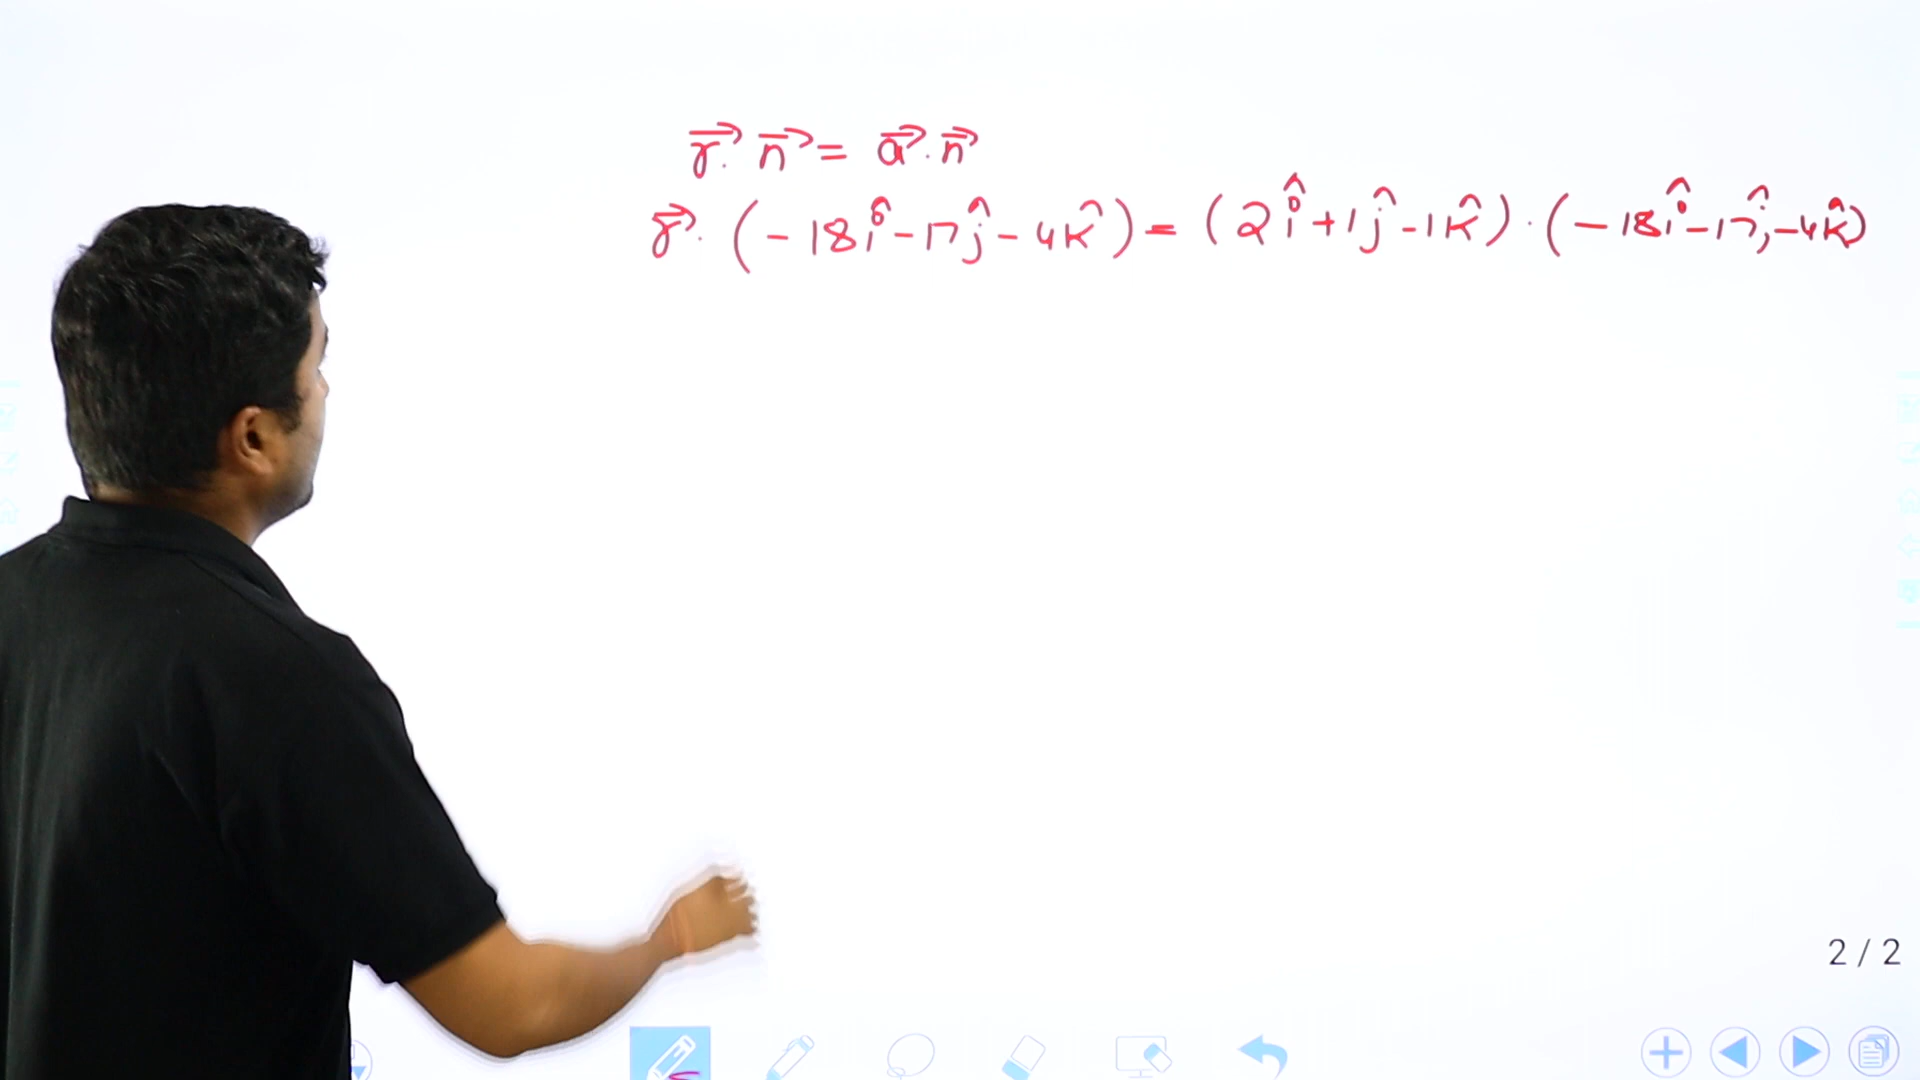 r⃗. n⃗ = a⃗.n⃗
r⃗. (-18î-17ĵ-4k̂) = (2î+1ĵ-1k̂).(-18î-17ĵ-4k̂)
2 / 2